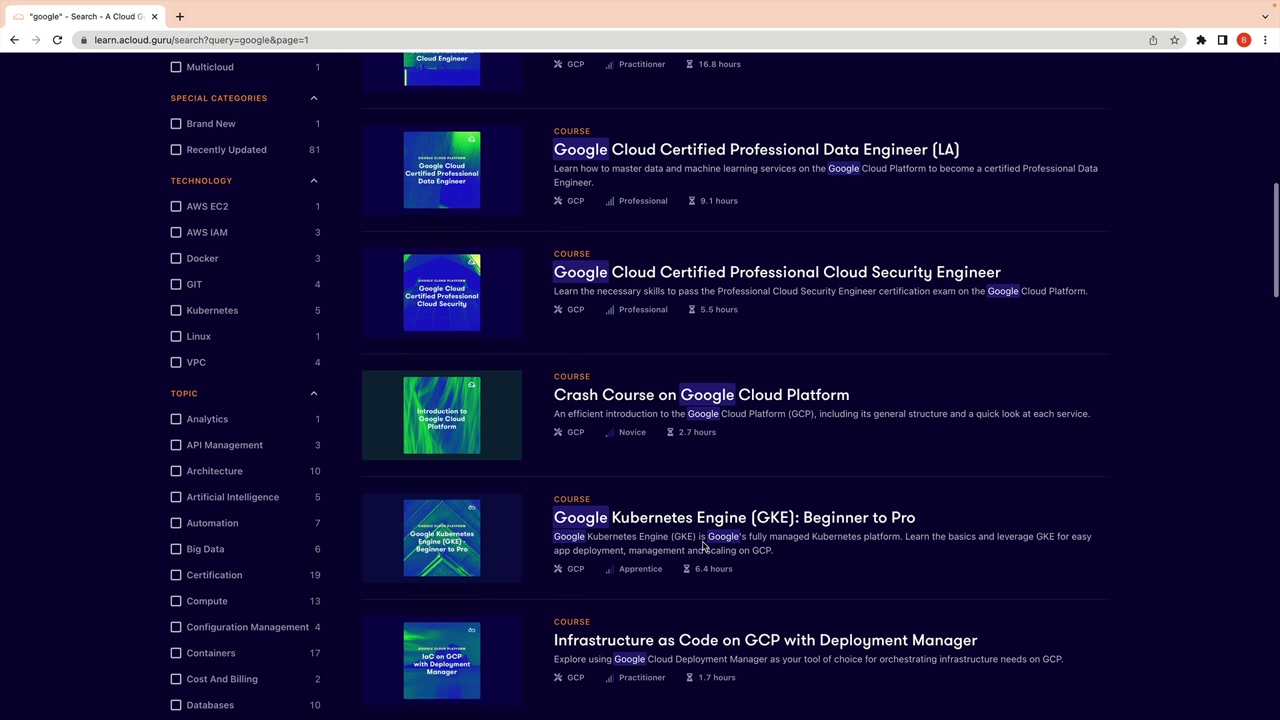 "google" - Search - A Cloud G
learn.acloud.guru/search?query=google&page=1
B
Multicloud 1
SPECIAL CATEGORIES
Brand New 1
Recently Updated 81
TECHNOLOGY
AWS EC2 1
AWS IAM 3
Docker 3
GIT 4
Kubernetes 5
Linux 1
VPC 4
TOPIC
Analytics 1
API Management 3
Architecture 10
Artificial Intelligence 5
Automation 7
Big Data 6
Certification 19
Compute 13
Configuration Management 4
Containers 17
Cost And Billing 2
Databases 10
Cloud Engineer
GCP Practitioner 16.8 hours
GOOGLE CLOUD PLATFORM
Google Cloud
Certified Professional
Data Engineer
COURSE
Google Cloud Certified Professional Data Engineer (LA)
Learn how to master data and machine learning services on the Google Cloud Platform to become a certified Professional Data
Engineer.
GCP Professional 9.1 hours
GOOGLE CLOUD PLATFORM
Google Cloud
Certified Professional
Cloud Security
COURSE
Google Cloud Certified Professional Cloud Security Engineer
Learn the necessary skills to pass the Professional Cloud Security Engineer certification exam on the Google Cloud Platform.
GCP Professional 5.5 hours
Introduction to
Google Cloud
Platform
COURSE
Crash Course on Google Cloud Platform
An efficient introduction to the Google Cloud Platform (GCP), including its general structure and a quick look at each service.
GCP Novice 2.7 hours
GOOGLE CLOUD PLATFORM
Google Kubernetes
Engine (GKE):
Beginner to Pro
COURSE
Google Kubernetes Engine (GKE): Beginner to Pro
Google Kubernetes Engine (GKE) is Google's fully managed Kubernetes platform. Learn the basics and leverage GKE for easy
app deployment, management and scaling on GCP.
GCP Apprentice 6.4 hours
GOOGLE CLOUD PLATFORM
IaC on GCP
with Deployment
Manager
COURSE
Infrastructure as Code on GCP with Deployment Manager
Explore using Google Cloud Deployment Manager as your tool of choice for orchestrating infrastructure needs on GCP.
GCP Practitioner 1.7 hours